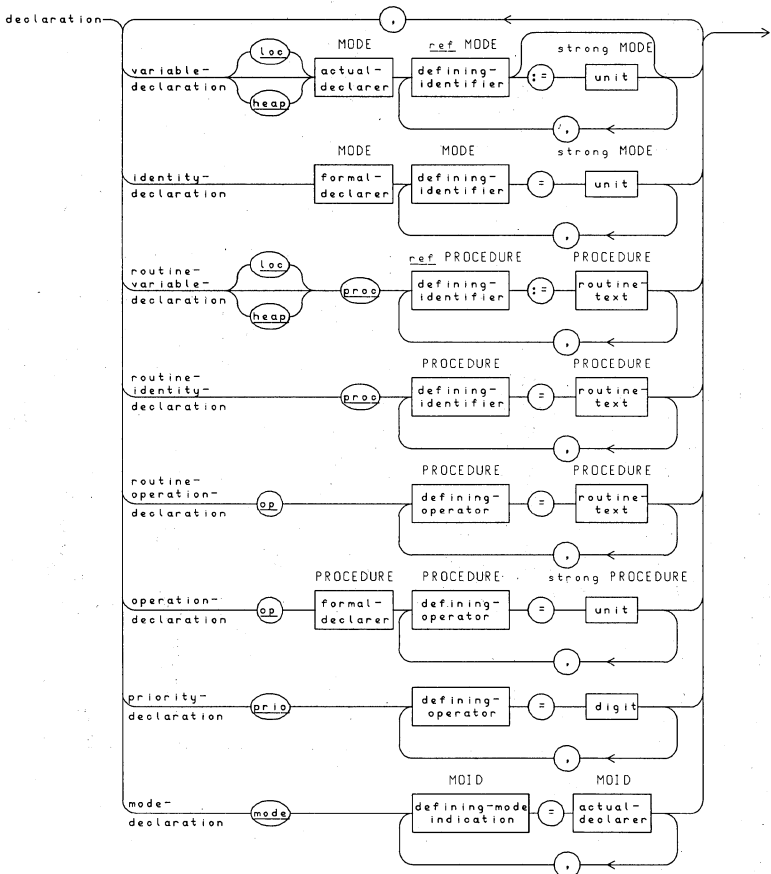 declaration ,
MODE ref MODE strong MODE
loc
variable-declaration actual-declarer defining-identifier := unit
heap
,
MODE MODE strong MODE
identity-declaration formal-declarer defining-identifier = unit
,
ref PROCEDURE PROCEDURE
loc
routine-variable-declaration proc defining-identifier := routine-text
heap
,
PROCEDURE PROCEDURE
routine-identity-declaration proc defining-identifier = routine-text
,
PROCEDURE PROCEDURE
routine-operation-declaration op defining-operator = routine-text
,
PROCEDURE PROCEDURE strong PROCEDURE
operation-declaration op formal-declarer defining-operator = unit
,
priority-declaration prio defining-operator = digit
,
MOID MOID
mode-declaration mode defining-mode indication = actual-declarer
,